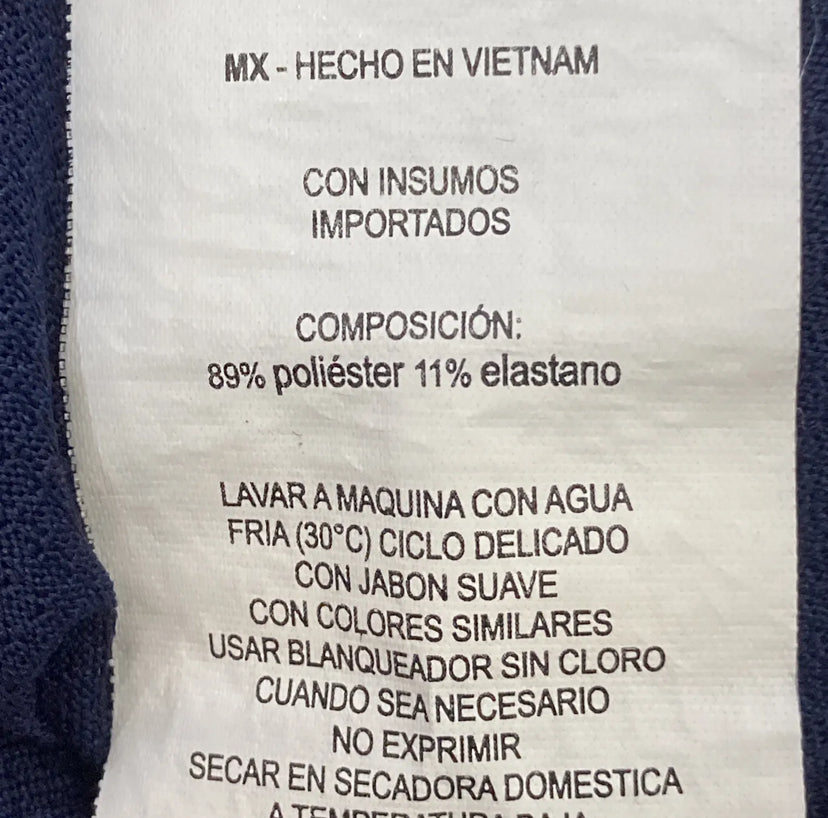 MX - HECHO EN VIETNAM
CON INSUMOS
IMPORTADOS
COMPOSICIÓN:
89% poliéster 11% elastano
LAVAR A MAQUINA CON AGUA
FRIA (30°C) CICLO DELICADO
CON JABON SUAVE
CON COLORES SIMILARES
USAR BLANQUEADOR SIN CLORO
CUANDO SEA NECESARIO
NO EXPRIMIR
SECAR EN SECADORA DOMESTICA
A TEMPERATURA BAJA